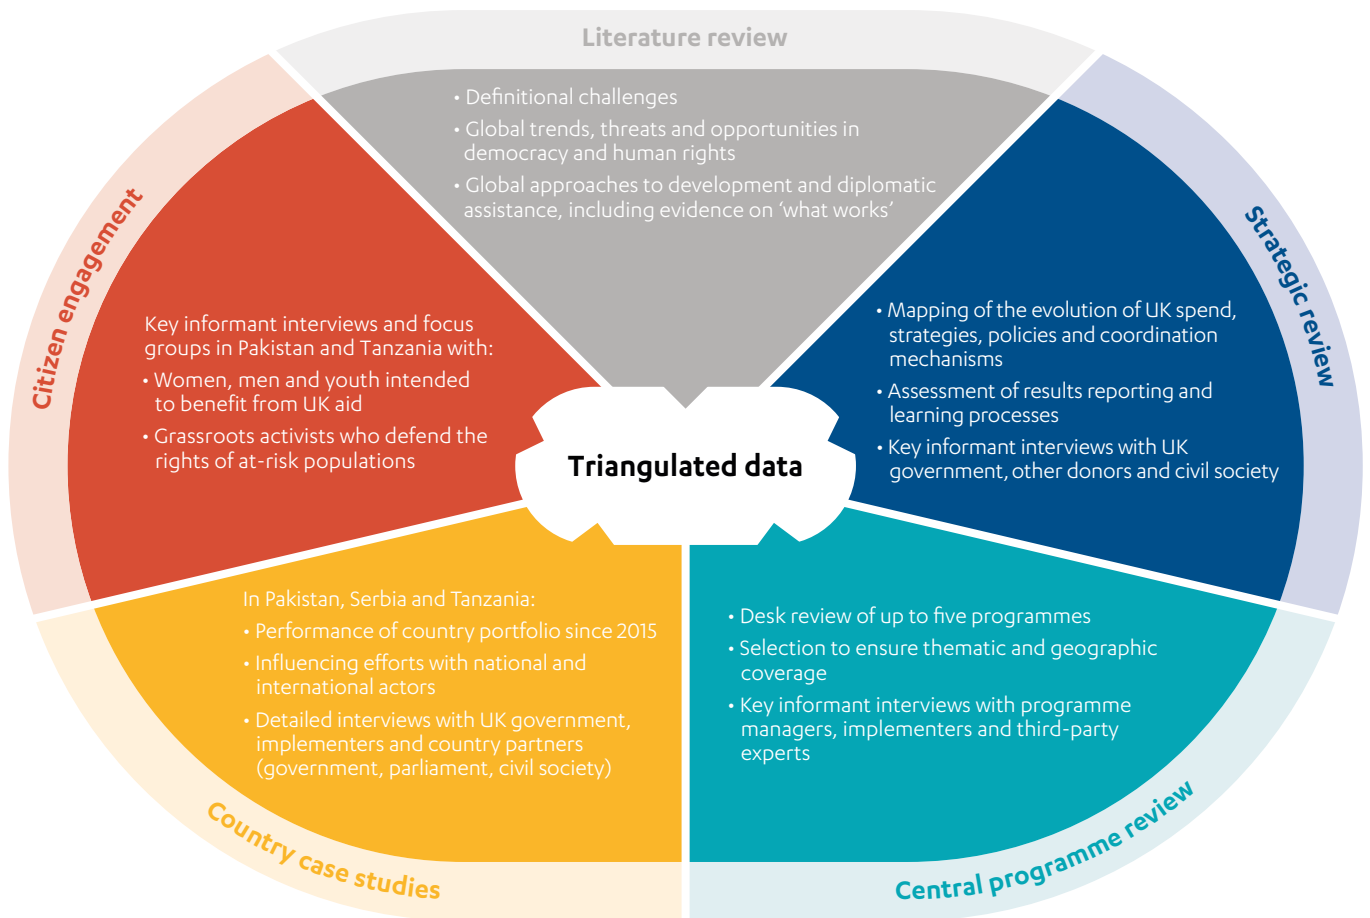 Literature review
• Definitional challenges
• Global trends, threats and opportunities in
democracy and human rights
• Global approaches to development and diplomatic
assistance, including evidence on ‘what works’
Strategic review
• Mapping of the evolution of UK spend,
strategies, policies and coordination
mechanisms
• Assessment of results reporting and
learning processes
• Key informant interviews with UK
government, other donors and civil society
Central programme review
• Desk review of up to five programmes
• Selection to ensure thematic and geographic
coverage
• Key informant interviews with programme
managers, implementers and third-party
experts
Country case studies
In Pakistan, Serbia and Tanzania:
• Performance of country portfolio since 2015
• Influencing efforts with national and
international actors
• Detailed interviews with UK government,
implementers and country partners
(government, parliament, civil society)
Citizen engagement
Key informant interviews and focus
groups in Pakistan and Tanzania with:
• Women, men and youth intended
to benefit from UK aid
• Grassroots activists who defend the
rights of at-risk populations
Triangulated data